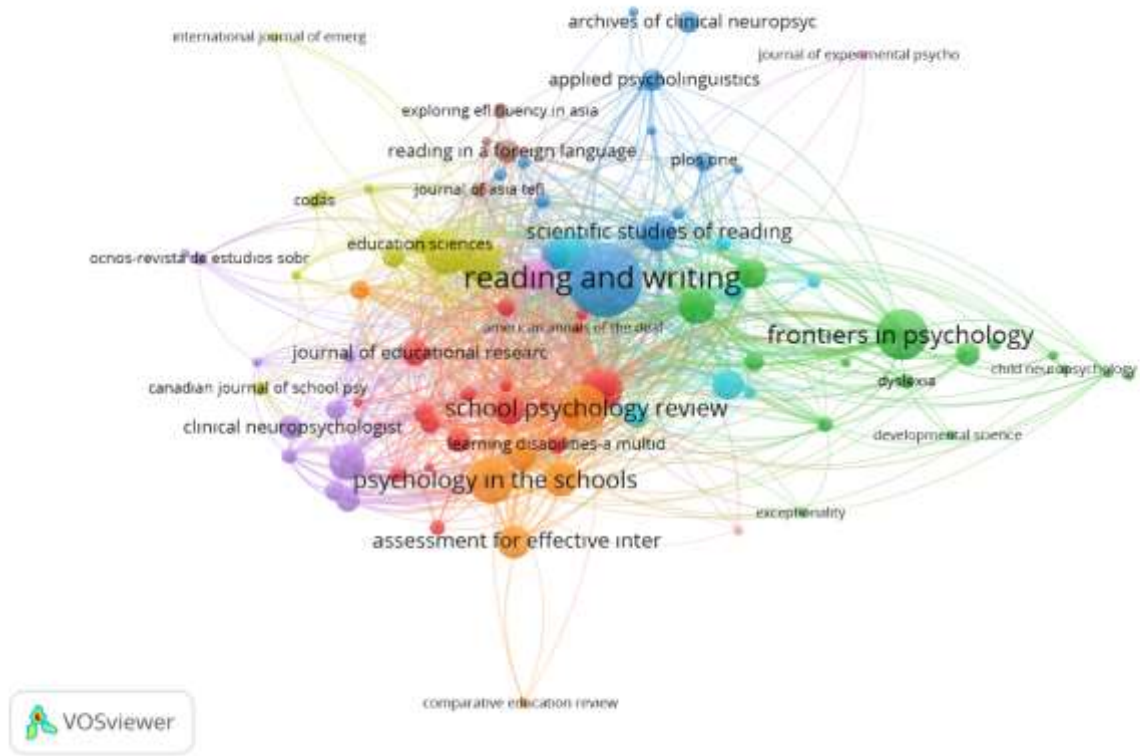 archives of clinical neuropsyc
international journal of emerg
journal of experimental psycho
applied psycholinguistics
exploring efl fluency in asia
reading in a foreign language
plos one
journal of asia tefl
codas
scientific studies of reading
education sciences
ocnos-revista de estudios sobr
reading and writing
american annals of the deaf
frontiers in psychology
journal of educational researc
child neuropsychology
dyslexia
canadian journal of school psy
school psychology review
clinical neuropsychologist
developmental science
learning disabilities-a multid
psychology in the schools
exceptionality
assessment for effective inter
comparative education review
VOSviewer